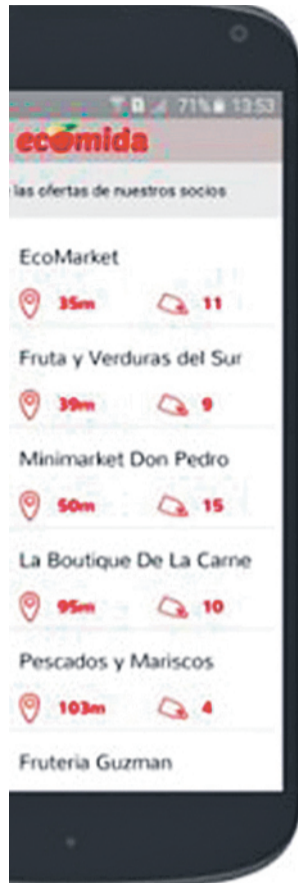 71% 13:53
ecomida
las ofertas de nuestros socios
EcoMarket
35m 11
Fruta y Verduras del Sur
39m 9
Minimarket Don Pedro
50m 15
La Boutique De La Carne
95m 10
Pescados y Mariscos
103m 4
Fruteria Guzman